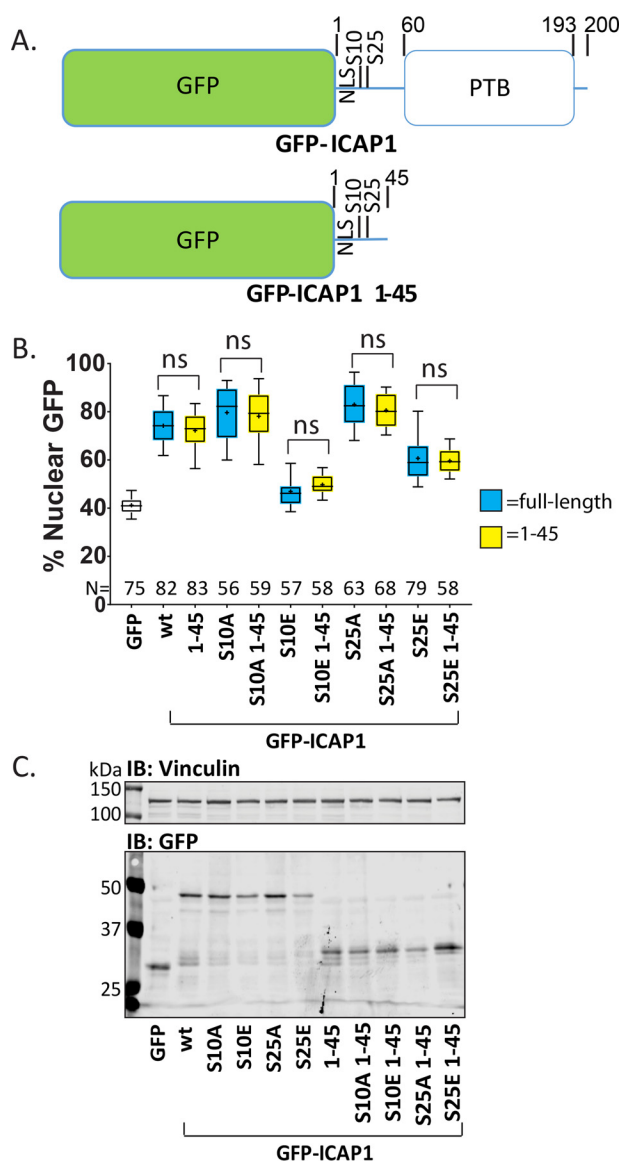 A.
1 60 193 200
NLS S10 S25
GFP PTB
GFP-ICAP1
1 45
NLS S10 S25
GFP
GFP-ICAP1 1-45
B.
% Nuclear GFP
100
80
60
40
20
0
ns ns ns ns ns
=full-length
=1-45
N= 75 82 83 56 59 57 58 63 68 79 58
GFP wt 1-45 S10A S10A 1-45 S10E S10E 1-45 S25A S25A 1-45 S25E S25E 1-45
GFP-ICAP1
C.
kDa IB: Vinculin
150
100
IB: GFP
50
37
25
GFP wt S10A S10E S25A S25E 1-45 S10A 1-45 S10E 1-45 S25A 1-45 S25E 1-45
GFP-ICAP1